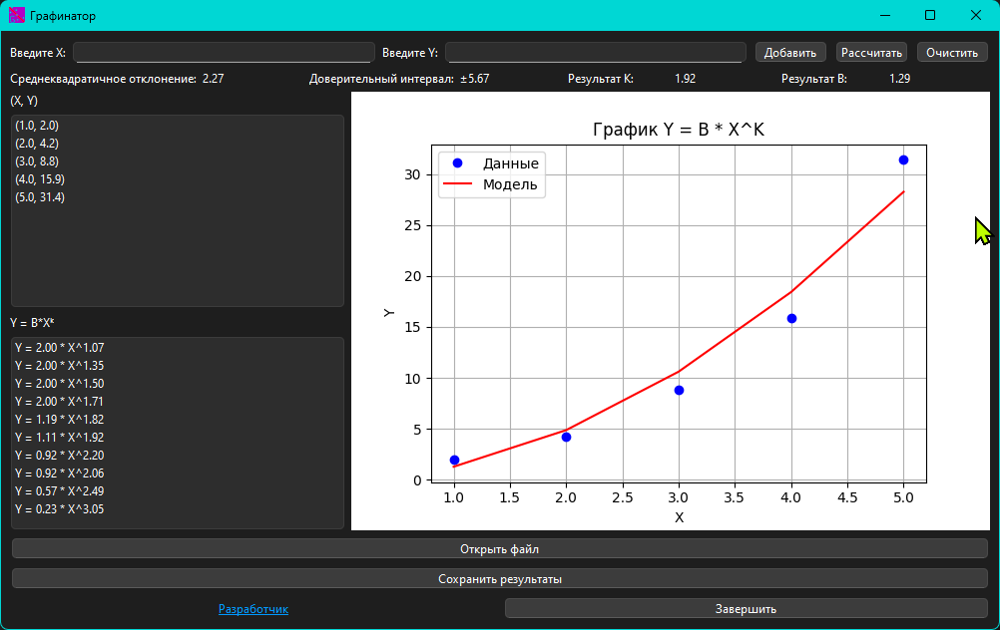 Графинатор
Введите X: Введите Y: Добавить Рассчитать Очистить
Среднеквадратичное отклонение: 2.27 Доверительный интервал: ±5.67 Результат К: 1.92 Результат В: 1.29
(X, Y)
(1.0, 2.0)
(2.0, 4.2)
(3.0, 8.8)
(4.0, 15.9)
(5.0, 31.4)
Y = B*Xᵏ
Y = 2.00 * X^1.07
Y = 2.00 * X^1.35
Y = 2.00 * X^1.50
Y = 2.00 * X^1.71
Y = 1.19 * X^1.82
Y = 1.11 * X^1.92
Y = 0.92 * X^2.20
Y = 0.92 * X^2.06
Y = 0.57 * X^2.49
Y = 0.23 * X^3.05
График Y = B * X^K
Данные
Модель
30
25
20
15
10
5
0
Y
1.0 1.5 2.0 2.5 3.0 3.5 4.0 4.5 5.0
X
Открыть файл
Сохранить результаты
Разработчик Завершить